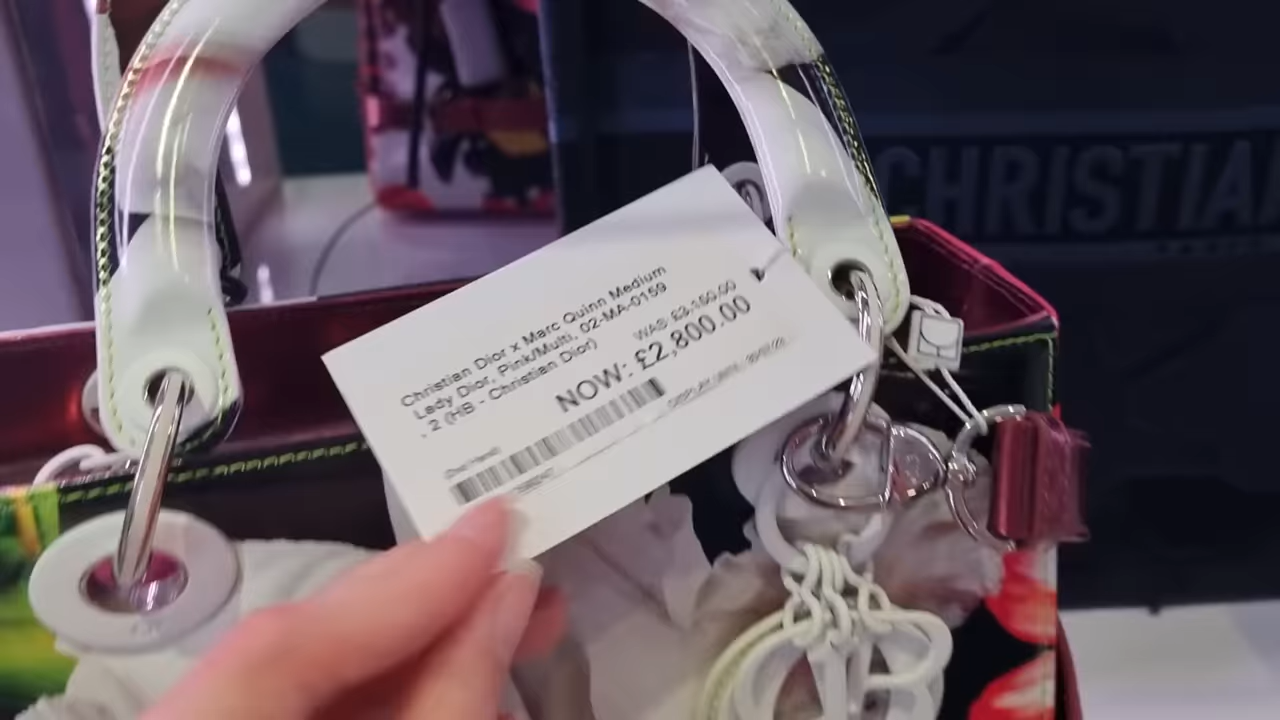 Christian Dior x Marc Quinn Medium
Lady Dior, Pink/Multi, 02-MA-0159
, 2 (HB - Christian Dior)
WAS: £3,150.00
NOW: £2,800.00
CHRISTIA